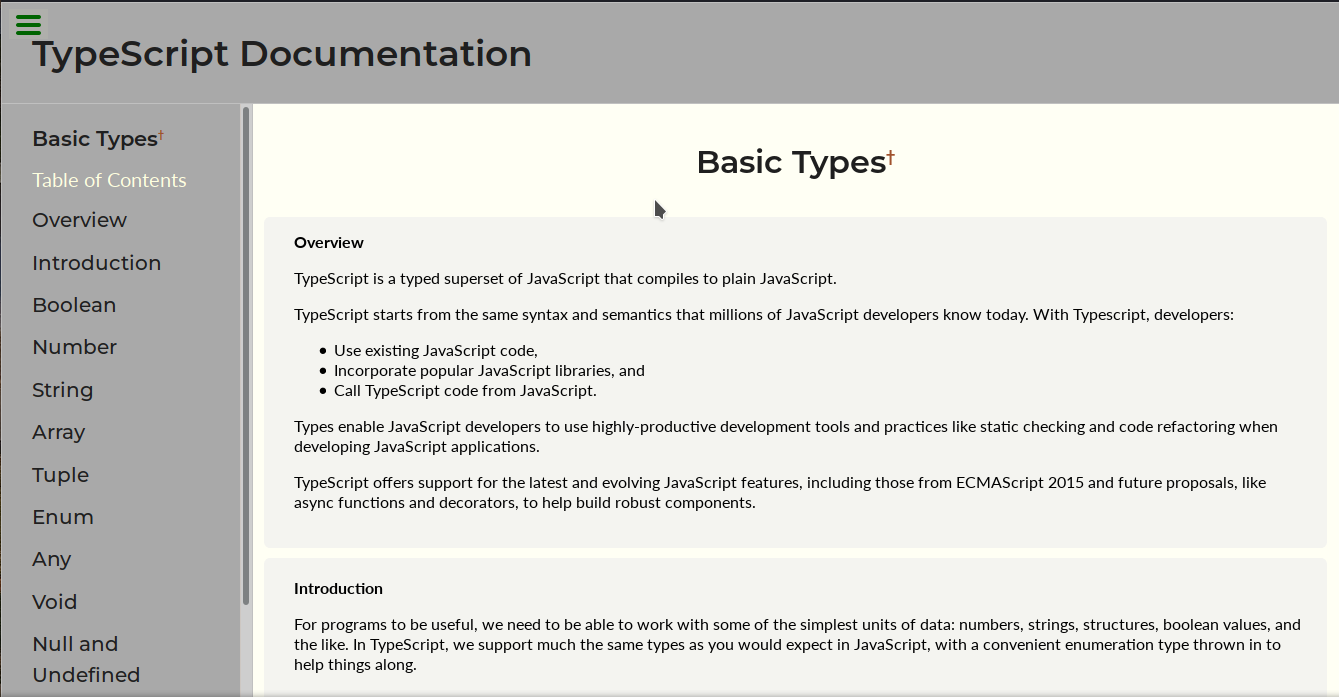 TypeScript Documentation
Basic Types†
Table of Contents
Overview
Introduction
Boolean
Number
String
Array
Tuple
Enum
Any
Void
Null and
Undefined
Basic Types†
Overview
TypeScript is a typed superset of JavaScript that compiles to plain JavaScript.
TypeScript starts from the same syntax and semantics that millions of JavaScript developers know today. With Typescript, developers:
• Use existing JavaScript code,
• Incorporate popular JavaScript libraries, and
• Call TypeScript code from JavaScript.
Types enable JavaScript developers to use highly-productive development tools and practices like static checking and code refactoring when
developing JavaScript applications.
TypeScript offers support for the latest and evolving JavaScript features, including those from ECMAScript 2015 and future proposals, like
async functions and decorators, to help build robust components.
Introduction
For programs to be useful, we need to be able to work with some of the simplest units of data: numbers, strings, structures, boolean values, and
the like. In TypeScript, we support much the same types as you would expect in JavaScript, with a convenient enumeration type thrown in to
help things along.